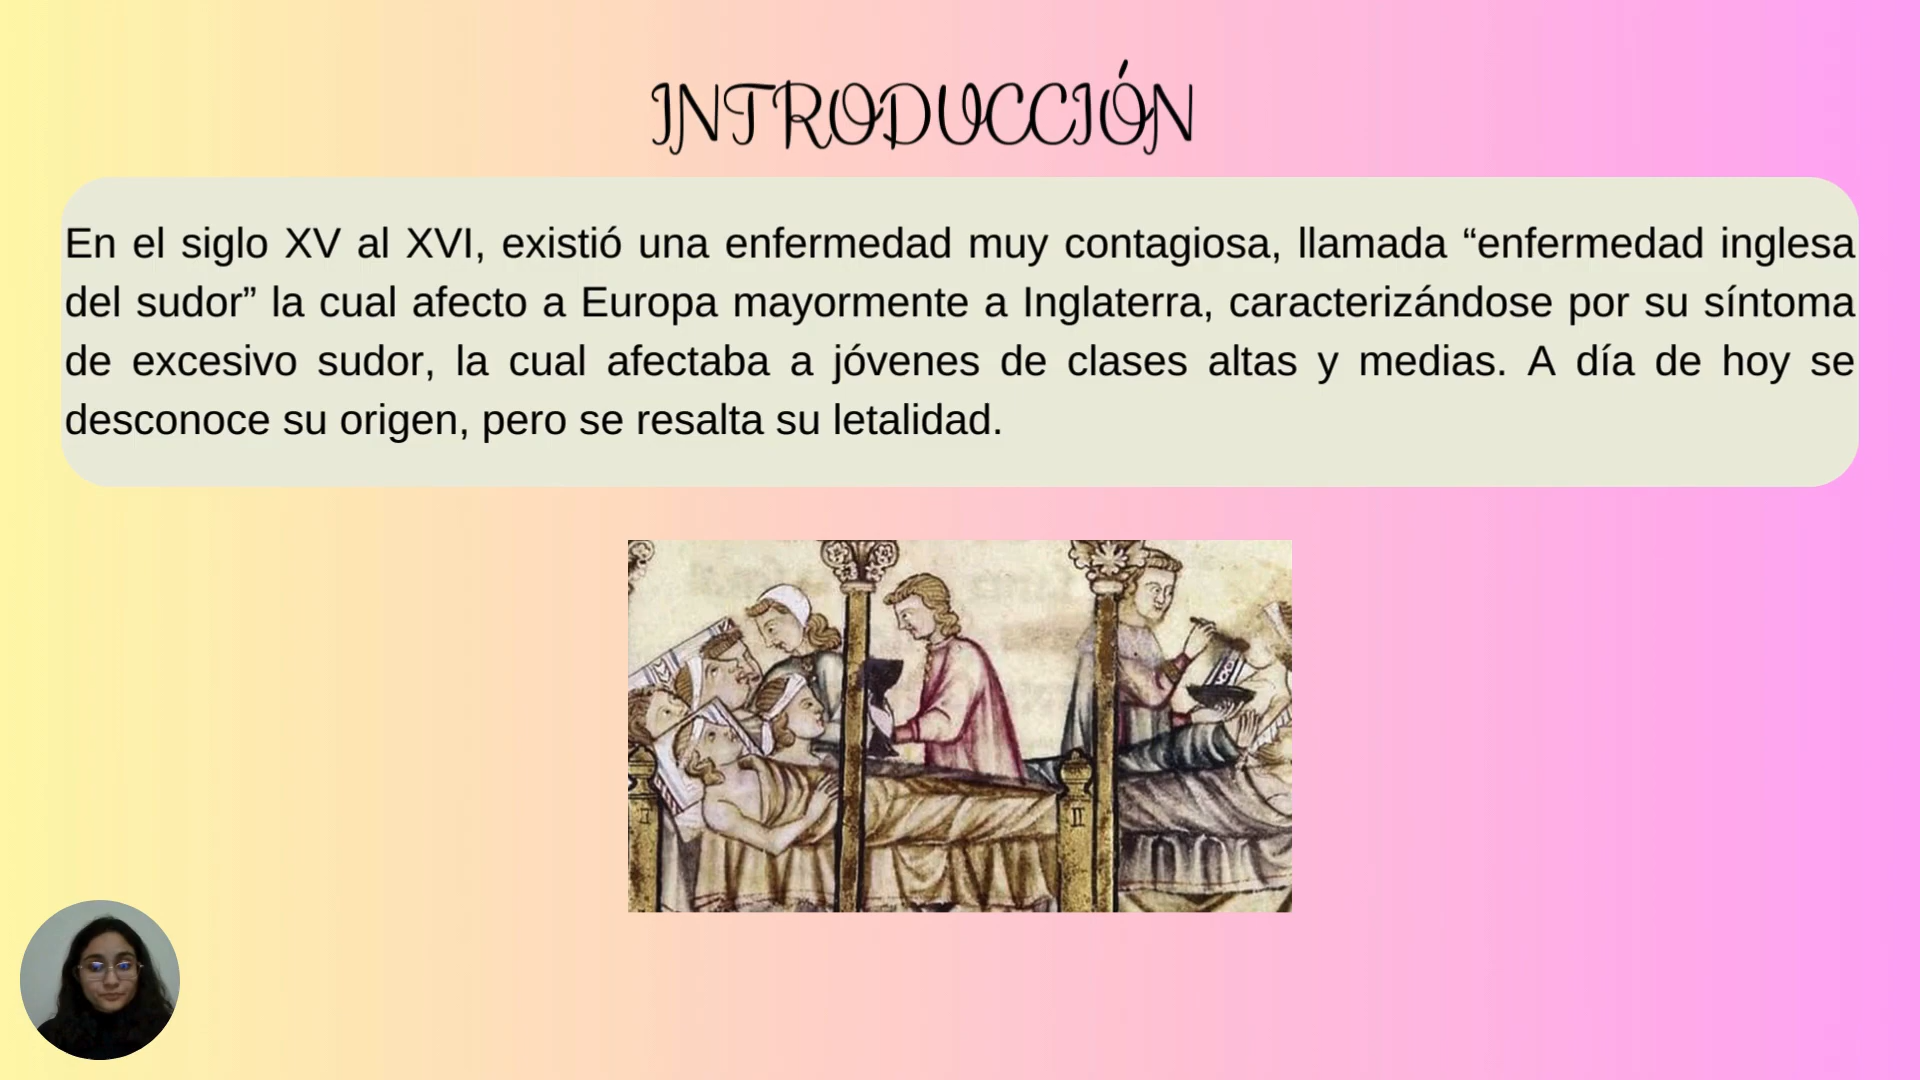 INTRODUCCIÓN
En el siglo XV al XVI, existió una enfermedad muy contagiosa, llamada “enfermedad inglesa
del sudor” la cual afecto a Europa mayormente a Inglaterra, caracterizándose por su síntoma
de excesivo sudor, la cual afectaba a jóvenes de clases altas y medias. A día de hoy se
desconoce su origen, pero se resalta su letalidad.